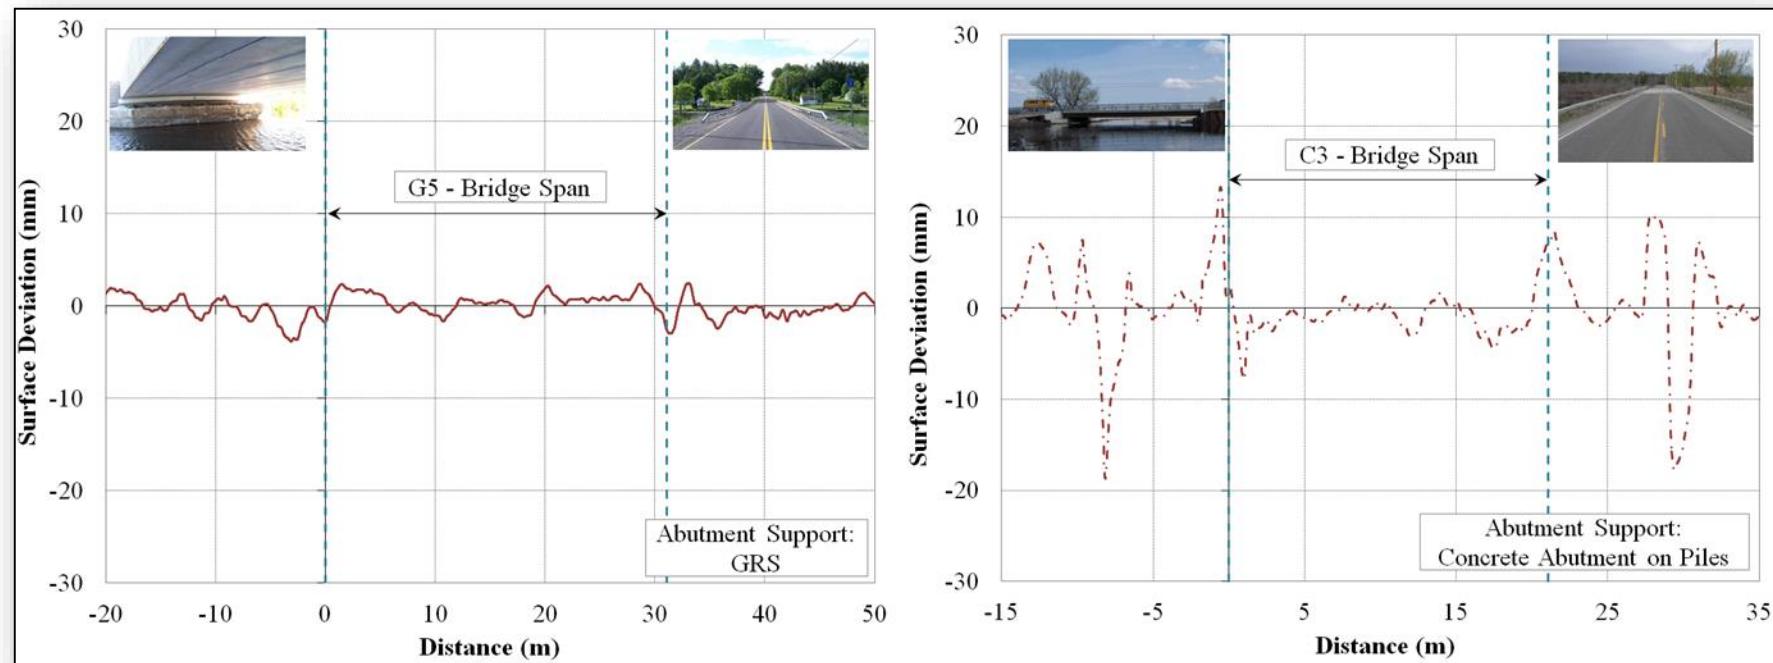 30
20
10
0
-10
-20
-30
Surface Deviation (mm)
G5 - Bridge Span
Abutment Support:
GRS
-20
-10
0
10
20
30
40
50
Distance (m)
30
20
10
0
-10
-20
-30
Surface Deviation (mm)
C3 - Bridge Span
Abutment Support:
Concrete Abutment on Piles
-15
-5
5
15
25
35
Distance (m)